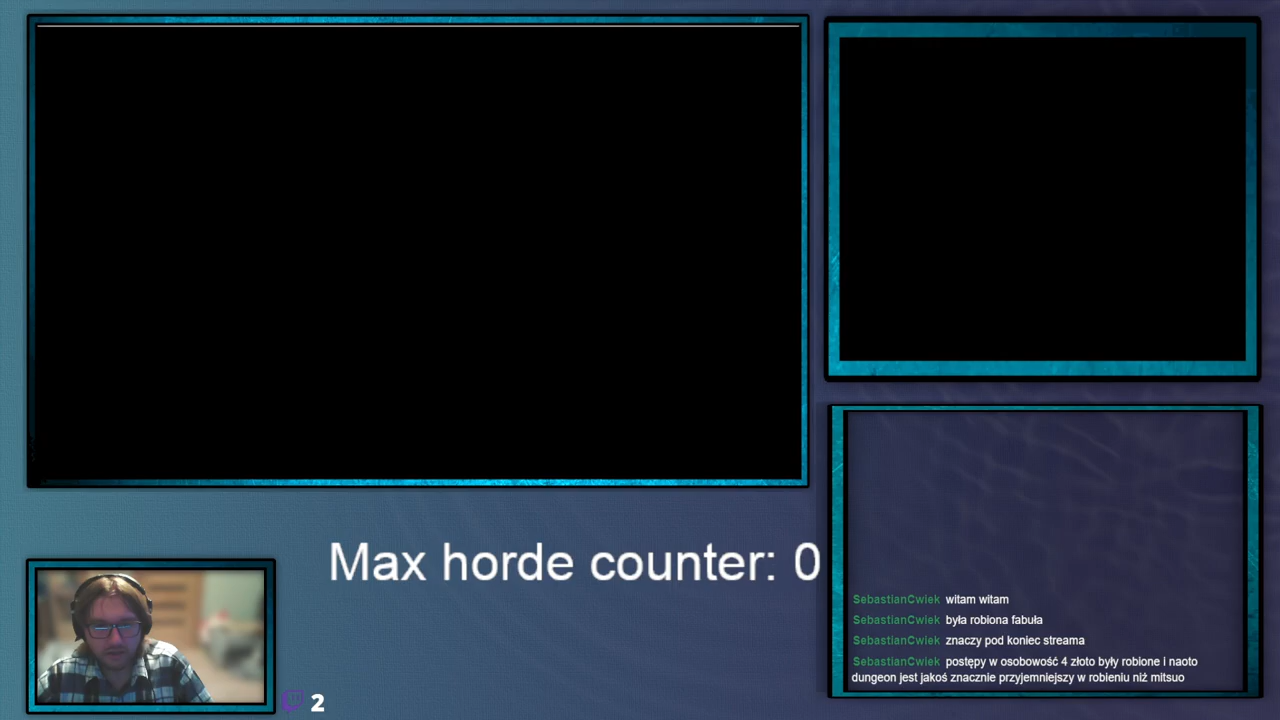 Max horde counter: 0
SebastianCwiek witam witam
SebastianCwiek była robiona fabuła
SebastianCwiek znaczy pod koniec streama
SebastianCwiek postępy w osobowość 4 złoto były robione i naoto
dungeon jest jakoś znacznie przyjemniejszy w robieniu niż mitsuo
2